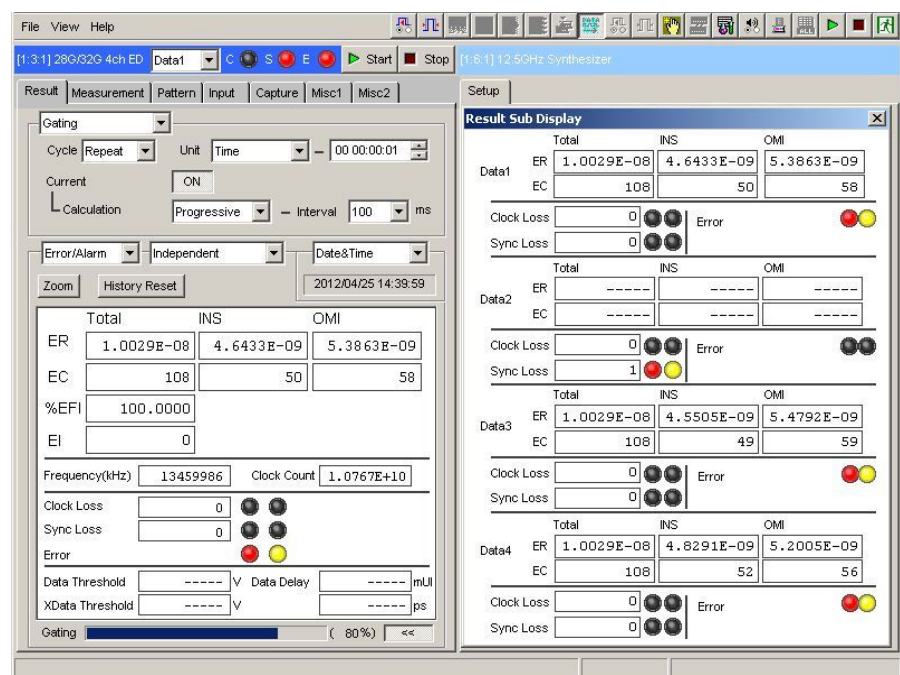 File View Help
[1:3:1] 28G/32G 4ch ED Data1 C S E Start Stop
[1:6:1] 12.5GHz Synthesizer
Result Measurement Pattern Input Capture Misc1 Misc2
Gating
Cycle Repeat Unit Time – 00 00:00:01
Current ON
Calculation Progressive – Interval 100 ms
Error/Alarm Independent Date&Time
Zoom History Reset 2012/04/25 14:39:59
Total INS OMI
ER 1.0029E-08 4.6433E-09 5.3863E-09
EC 108 50 58
%EFI 100.0000
EI 0
Frequency(kHz) 13459986 Clock Count 1.0767E+10
Clock Loss 0
Sync Loss 0
Error
Data Threshold ----- V Data Delay ----- mUI
XData Threshold ----- V ----- ps
Gating ( 80%) <<
Setup
Result Sub Display
Total INS OMI
Data1
ER 1.0029E-08 4.6433E-09 5.3863E-09
EC 108 50 58
Clock Loss 0 Error
Sync Loss 0
Total INS OMI
Data2
ER ----- ----- -----
EC ----- ----- -----
Clock Loss 0 Error
Sync Loss 1
Total INS OMI
Data3
ER 1.0029E-08 4.5505E-09 5.4792E-09
EC 108 49 59
Clock Loss 0 Error
Sync Loss 0
Total INS OMI
Data4
ER 1.0029E-08 4.8291E-09 5.2005E-09
EC 108 52 56
Clock Loss 0 Error
Sync Loss 0